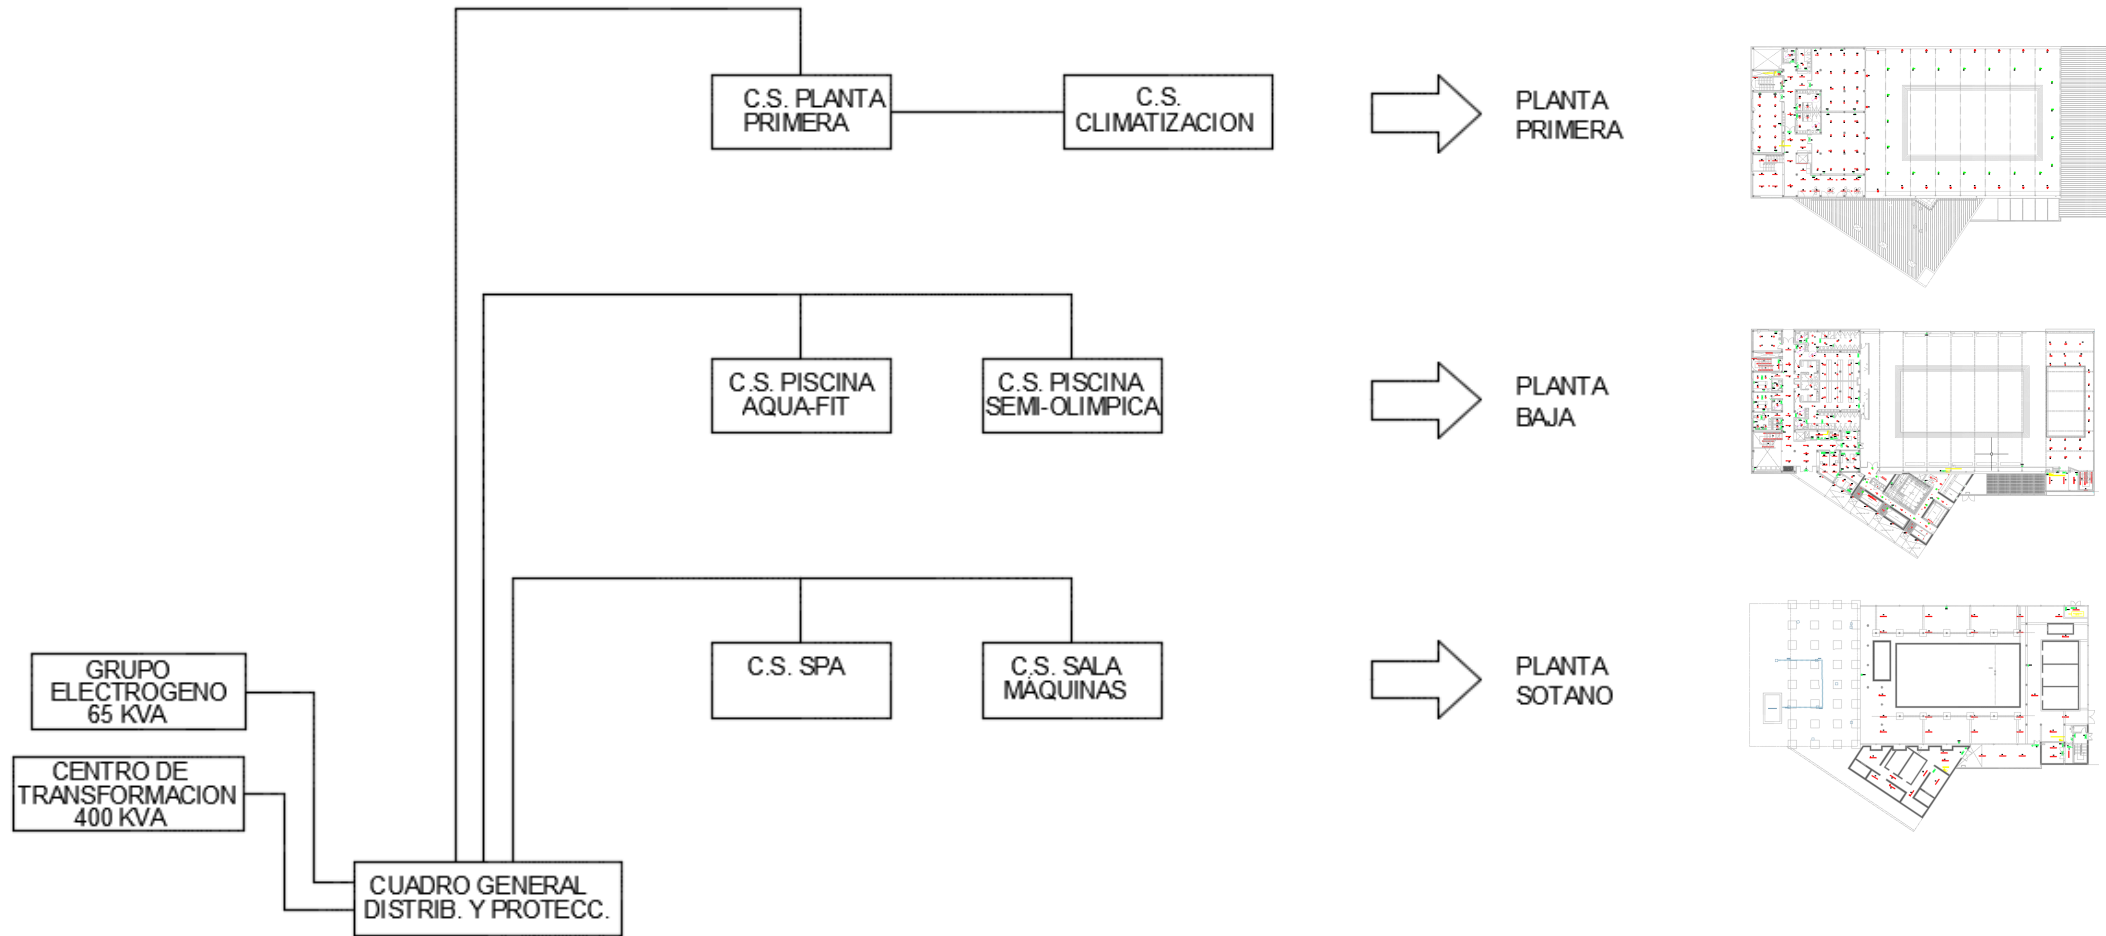 C.S. PLANTA
PRIMERA
C.S.
CLIMATIZACION
PLANTA
PRIMERA
C.S. PISCINA
AQUA-FIT
C.S. PISCINA
SEMI-OLIMPICA
PLANTA
BAJA
C.S. SPA
C.S. SALA
MAQUINAS
PLANTA
SOTANO
GRUPO
ELECTROGENO
65 KVA
CENTRO DE
TRANSFORMACION
400 KVA
CUADRO GENERAL
DISTRIB. Y PROTECC.